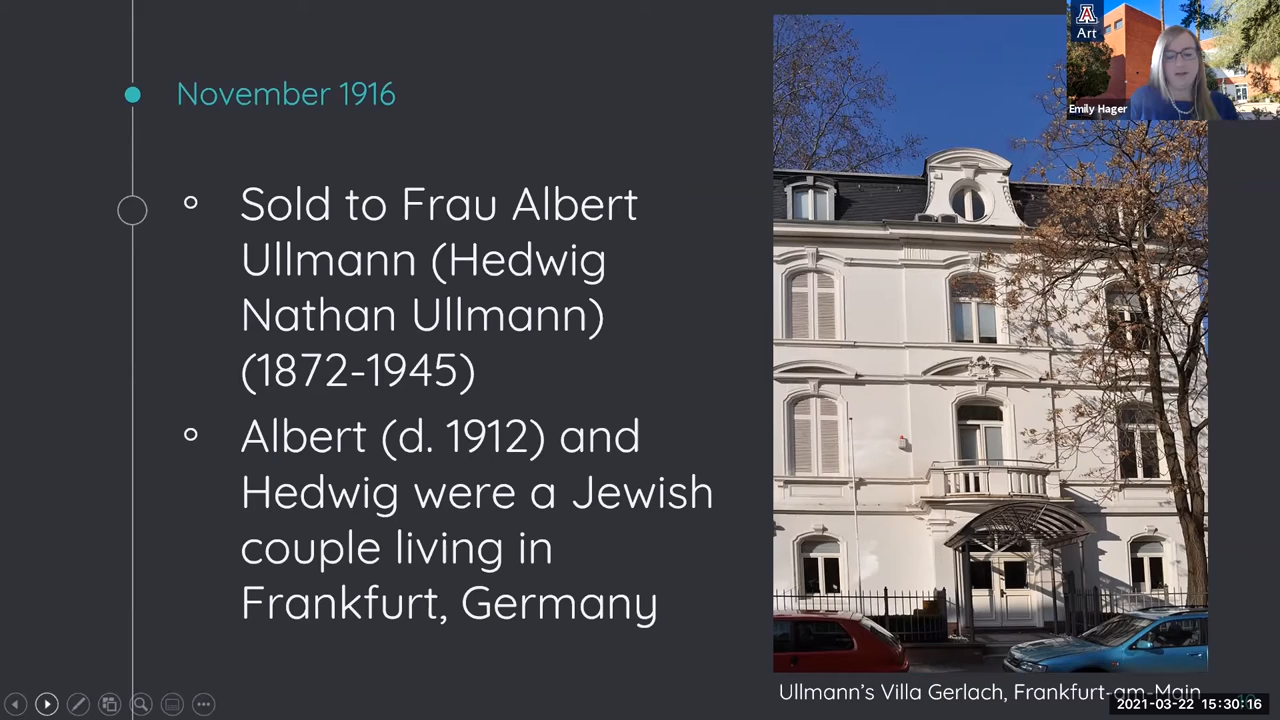 November 1916
Sold to Frau Albert
Ullmann (Hedwig
Nathan Ullmann)
(1872-1945)
Albert (d. 1912) and
Hedwig were a Jewish
couple living in
Frankfurt, Germany
A
Art
Emily Hager
Ullmann's Villa Gerlach, Frankfurt-am-Main
2021-03-22 15:30:16